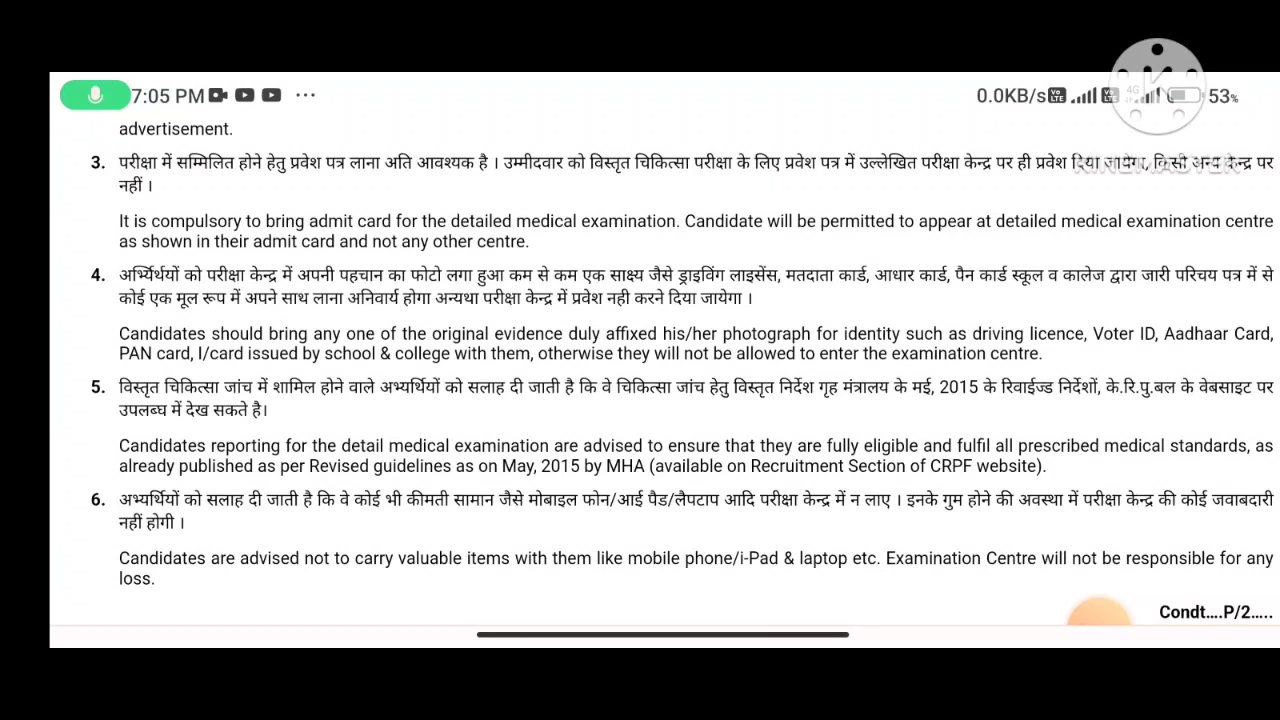 7:05 PM ... 0.0KB/s Vo LTE 4G Vo LTE 53%
KINEMASTER
advertisement.
3. परीक्षा में सम्मिलित होने हेतु प्रवेश पत्र लाना अति आवश्यक है । उम्मीदवार को विस्तृत चिकित्सा परीक्षा के लिए प्रवेश पत्र में उल्लेखित परीक्षा केन्द्र पर ही प्रवेश दिया जायेगा, किसी अन्य केन्द्र पर
नहीं ।
It is compulsory to bring admit card for the detailed medical examination. Candidate will be permitted to appear at detailed medical examination centre
as shown in their admit card and not any other centre.
4. अर्भ्यिर्थयों को परीक्षा केन्द्र में अपनी पहचान का फोटो लगा हुआ कम से कम एक साक्ष्य जैसे ड्राइविंग लाइसेंस, मतदाता कार्ड, आधार कार्ड, पैन कार्ड स्कूल व कालेज द्वारा जारी परिचय पत्र में से
कोई एक मूल रूप में अपने साथ लाना अनिवार्य होगा अन्यथा परीक्षा केन्द्र में प्रवेश नही करने दिया जायेगा ।
Candidates should bring any one of the original evidence duly affixed his/her photograph for identity such as driving licence, Voter ID, Aadhaar Card,
PAN card, I/card issued by school & college with them, otherwise they will not be allowed to enter the examination centre.
5. विस्तृत चिकित्सा जांच में शामिल होने वाले अभ्यर्थियों को सलाह दी जाती है कि वे चिकित्सा जांच हेतु विस्तृत निर्देश गृह मंत्रालय के मई, 2015 के रिवाईज्ड निर्देशों, के.रि.पु.बल के वेबसाइट पर
उपलब्घ में देख सकते है।
Candidates reporting for the detail medical examination are advised to ensure that they are fully eligible and fulfil all prescribed medical standards, as
already published as per Revised guidelines as on May, 2015 by MHA (available on Recruitment Section of CRPF website).
6. अभ्यर्थियों को सलाह दी जाती है कि वे कोई भी कीमती सामान जैसे मोबाइल फोन/आई पैड/लैपटाप आदि परीक्षा केन्द्र में न लाए । इनके गुम होने की अवस्था में परीक्षा केन्द्र की कोई जवाबदारी
नहीं होगी ।
Candidates are advised not to carry valuable items with them like mobile phone/i-Pad & laptop etc. Examination Centre will not be responsible for any
loss.
Condt....P/2.....